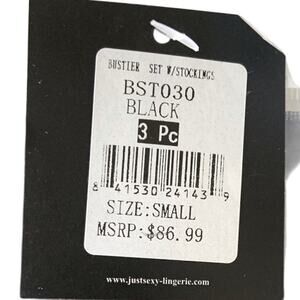 BUSTIER SET W/STOCKINGS
BST030
BLACK
3 Pc
8 41530 24143 9
SIZE:SMALL
MSRP:$86.99
www.justsexy-lingerie.com